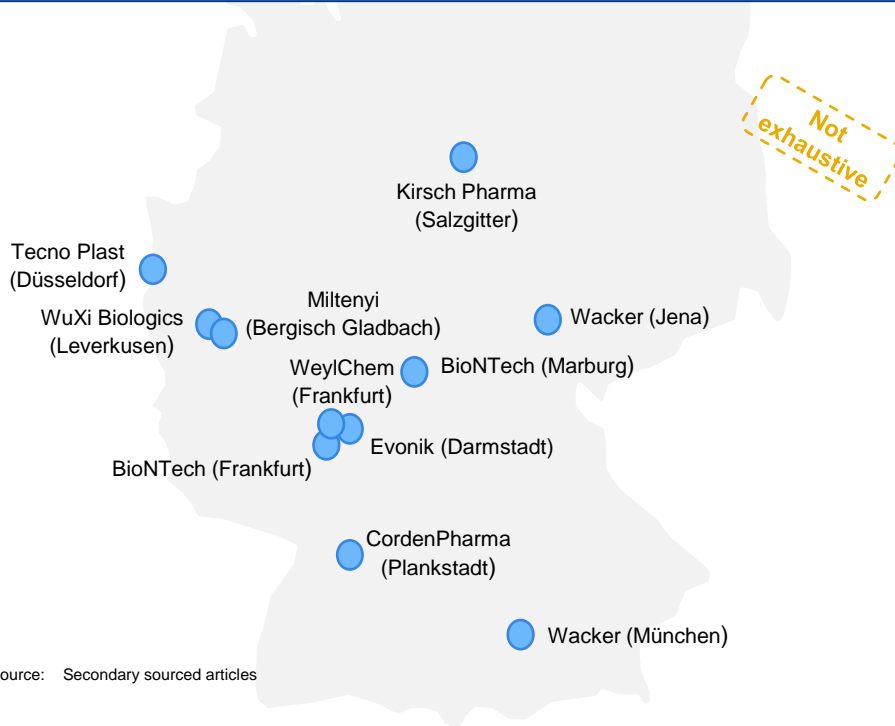 Not
exhaustive
Kirsch Pharma
(Salzgitter)
Tecno Plast
(Düsseldorf)
WuXi Biologics
(Leverkusen)
Miltenyi
(Bergisch Gladbach)
Wacker (Jena)
WeylChem
(Frankfurt)
BioNTech (Marburg)
Evonik (Darmstadt)
BioNTech (Frankfurt)
CordenPharma
(Plankstadt)
Wacker (München)
ource: Secondary sourced articles